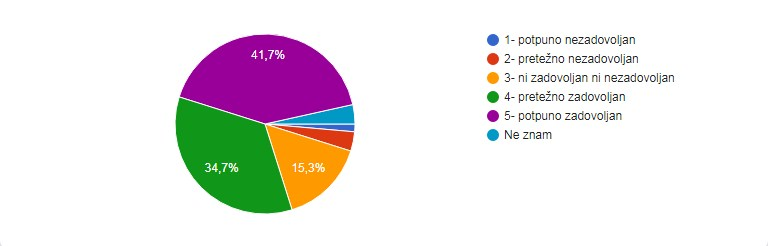 41,7%
34,7%
15,3%
1- potpuno nezadovoljan
2- pretežno nezadovoljan
3- ni zadovoljan ni nezadovoljan
4- pretežno zadovoljan
5- potpuno zadovoljan
Ne znam